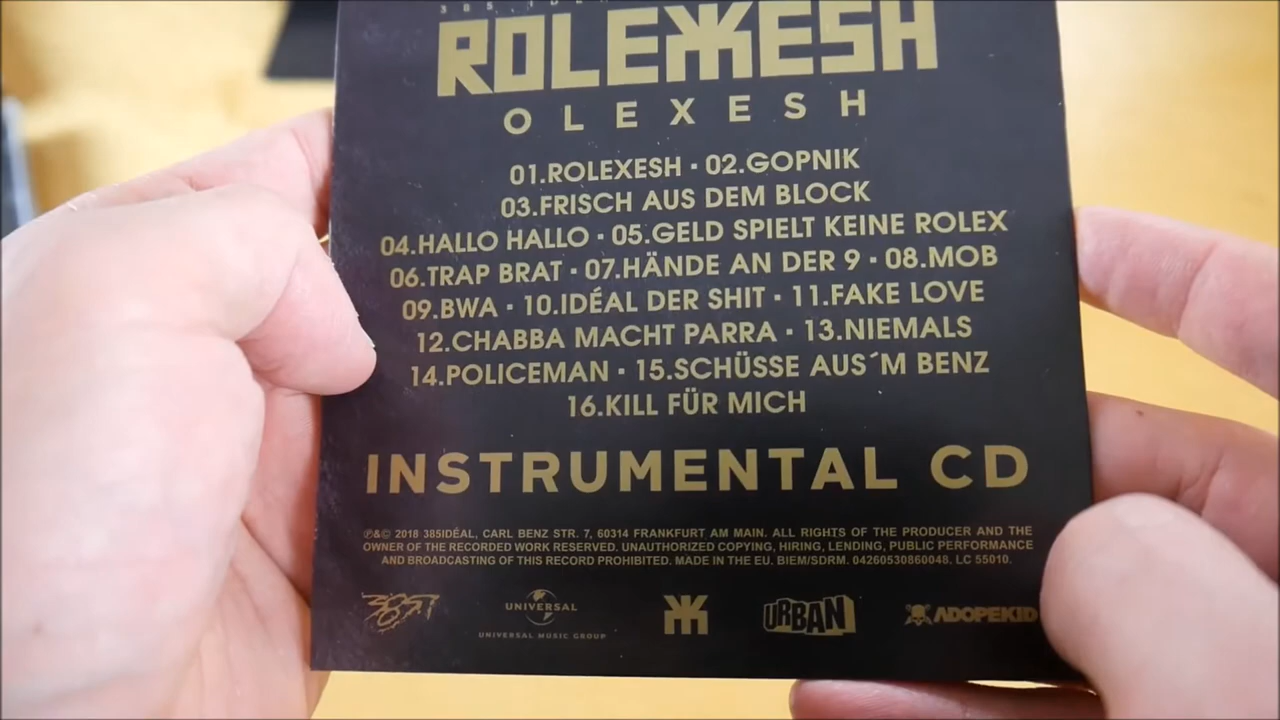 ROLEXESH
OLEXESH
01.ROLEXESH · 02.GOPNIK
03.FRISCH AUS DEM BLOCK
04.HALLO HALLO · 05.GELD SPIELT KEINE ROLEX
06.TRAP BRAT · 07.HÄNDE AN DER 9 · 08.MOB
09.BWA · 10.IDÉAL DER SHIT · 11.FAKE LOVE
12.CHABBA MACHT PARRA · 13.NIEMALS
14.POLICEMAN · 15.SCHÜSSE AUS´M BENZ
16.KILL FÜR MICH
INSTRUMENTAL CD
℗&© 2018 385IDÉAL, CARL BENZ STR. 7, 60314 FRANKFURT AM MAIN. ALL RIGHTS OF THE PRODUCER AND THE
OWNER OF THE RECORDED WORK RESERVED. UNAUTHORIZED COPYING, HIRING, LENDING, PUBLIC PERFORMANCE
AND BROADCASTING OF THIS RECORD PROHIBITED. MADE IN THE EU. BIEM/SDRM. 04260530860048. LC 55010.
385I UNIVERSAL URBAN ADOPEKID
UNIVERSAL MUSIC GROUP